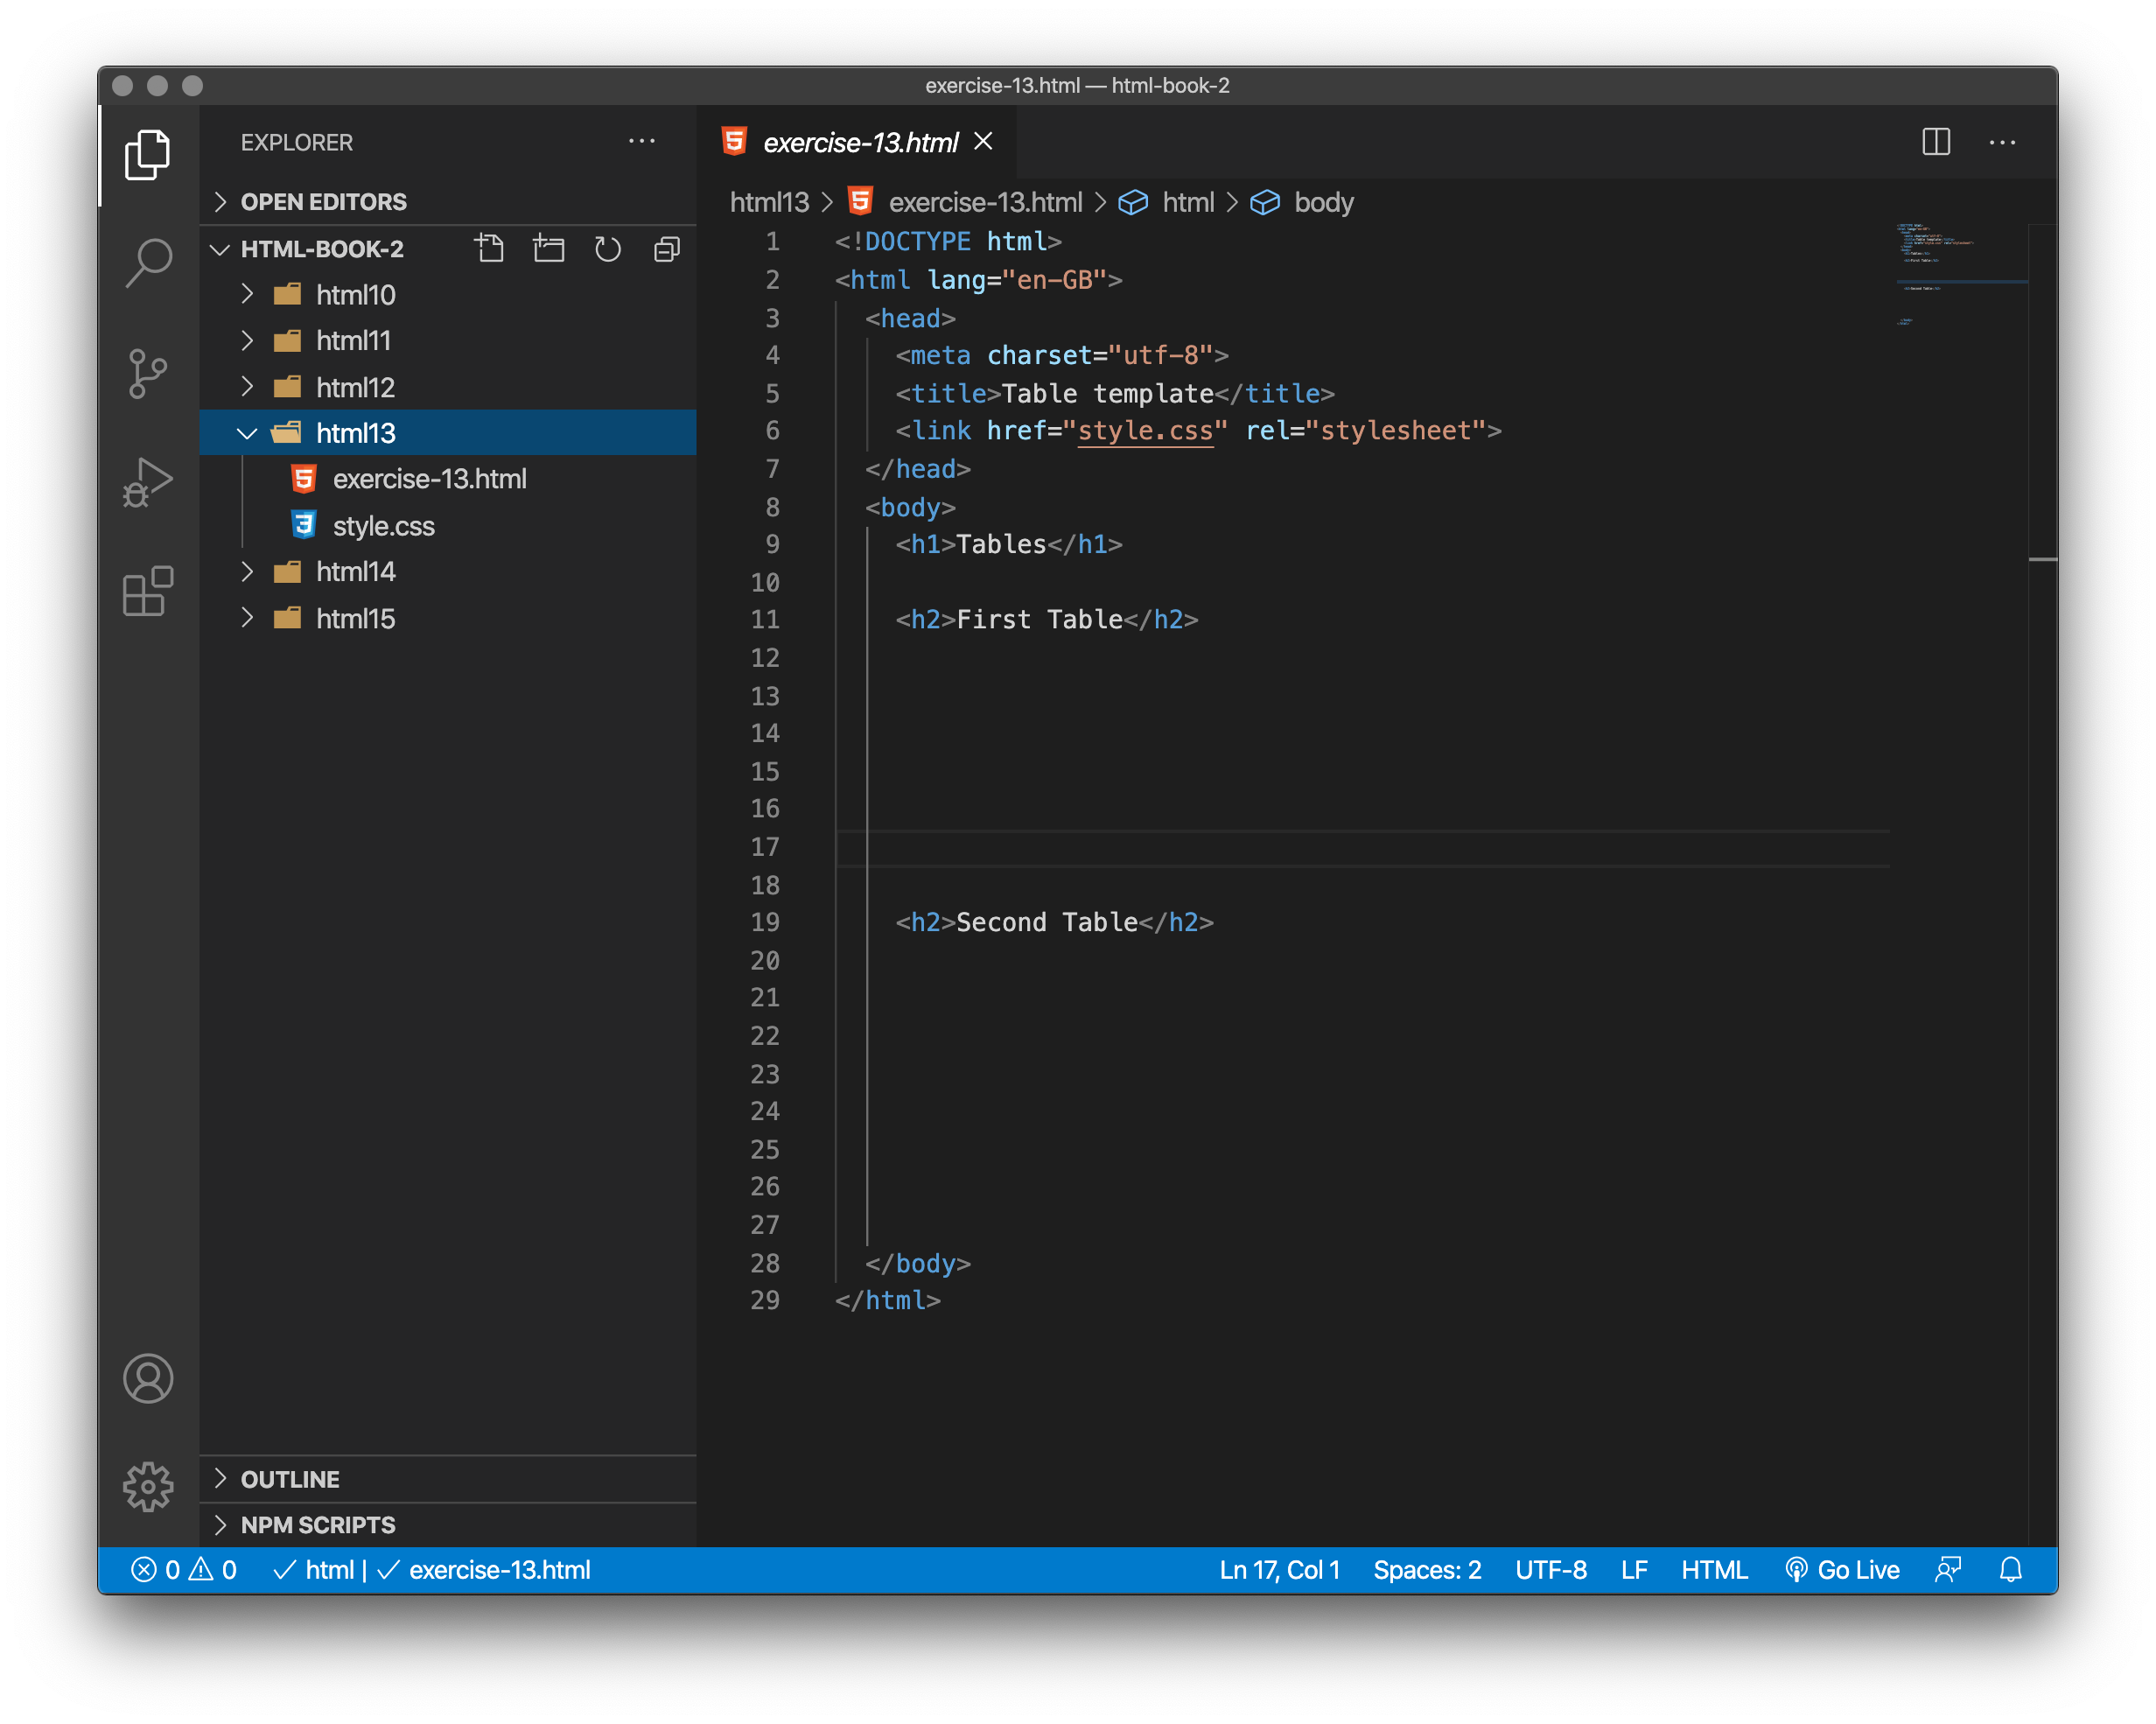 exercise-13.html — html-book-2
EXPLORER
OPEN EDITORS
HTML-BOOK-2
html10
html11
html12
html13
exercise-13.html
style.css
html14
html15
OUTLINE
NPM SCRIPTS
exercise-13.html
html13 > exercise-13.html > html > body
1 <!DOCTYPE html>
2 <html lang="en-GB">
3 <head>
4 <meta charset="utf-8">
5 <title>Table template</title>
6 <link href="style.css" rel="stylesheet">
7 </head>
8 <body>
9 <h1>Tables</h1>
10
11 <h2>First Table</h2>
12
13
14
15
16
17
18
19 <h2>Second Table</h2>
20
21
22
23
24
25
26
27
28 </body>
29 </html>
0 0 html | exercise-13.html Ln 17, Col 1 Spaces: 2 UTF-8 LF HTML Go Live